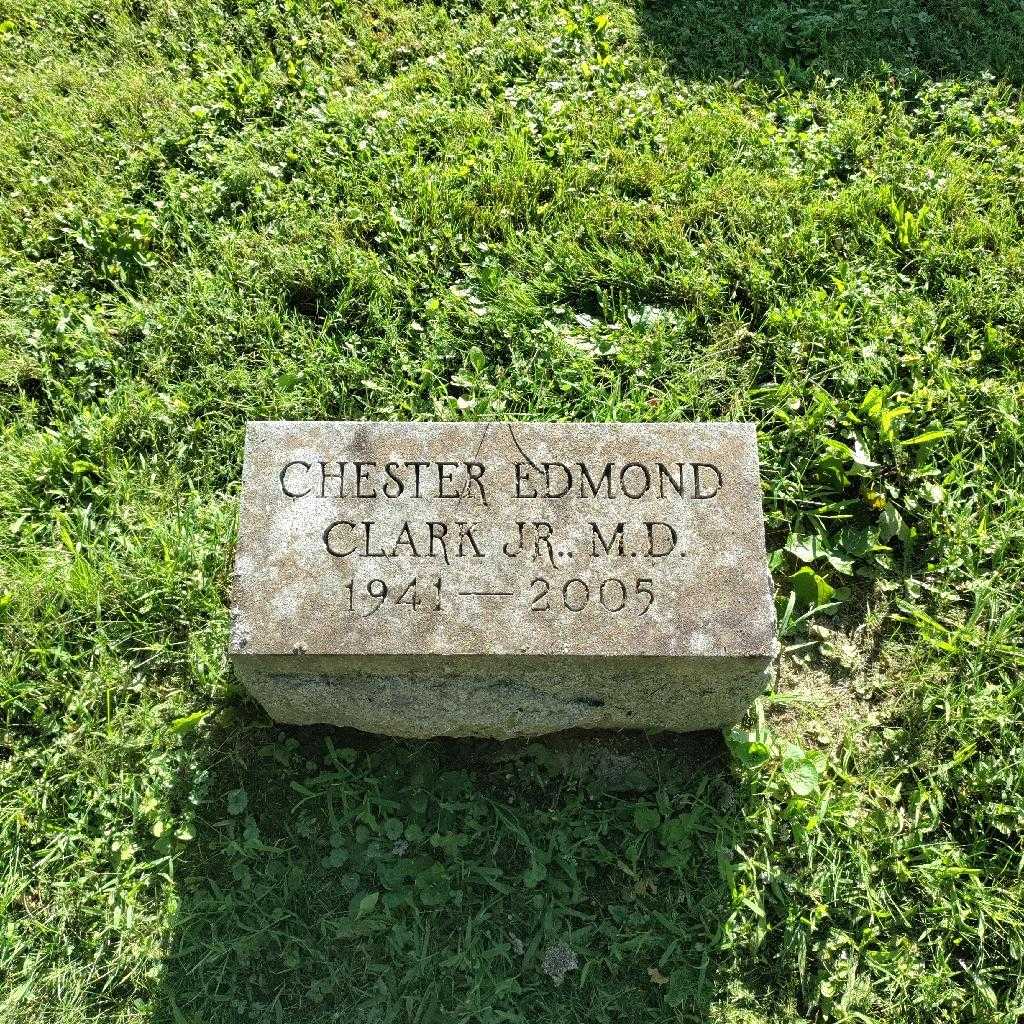 CHESTER EDMOND
CLARK JR., M.D.
1941 — 2005